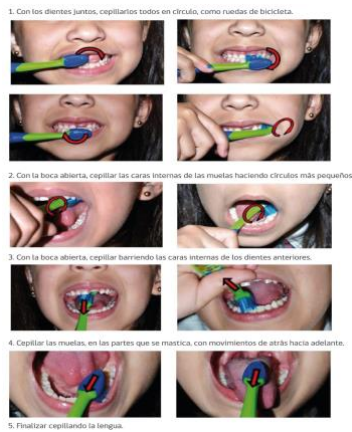 1. Con los dientes juntos, cepillarlos todos en círculo, como ruedas de bicicleta.
2. Con la boca abierta, cepillar las caras internas de las muelas haciendo círculos más pequeños
3. Con la boca abierta, cepillar barriendo las caras internas de los dientes anteriores.
4. Cepillar las muelas, en las partes que se mastica, con movimientos de atrás hacia adelante.
5. Finalizar cepillando la lengua.